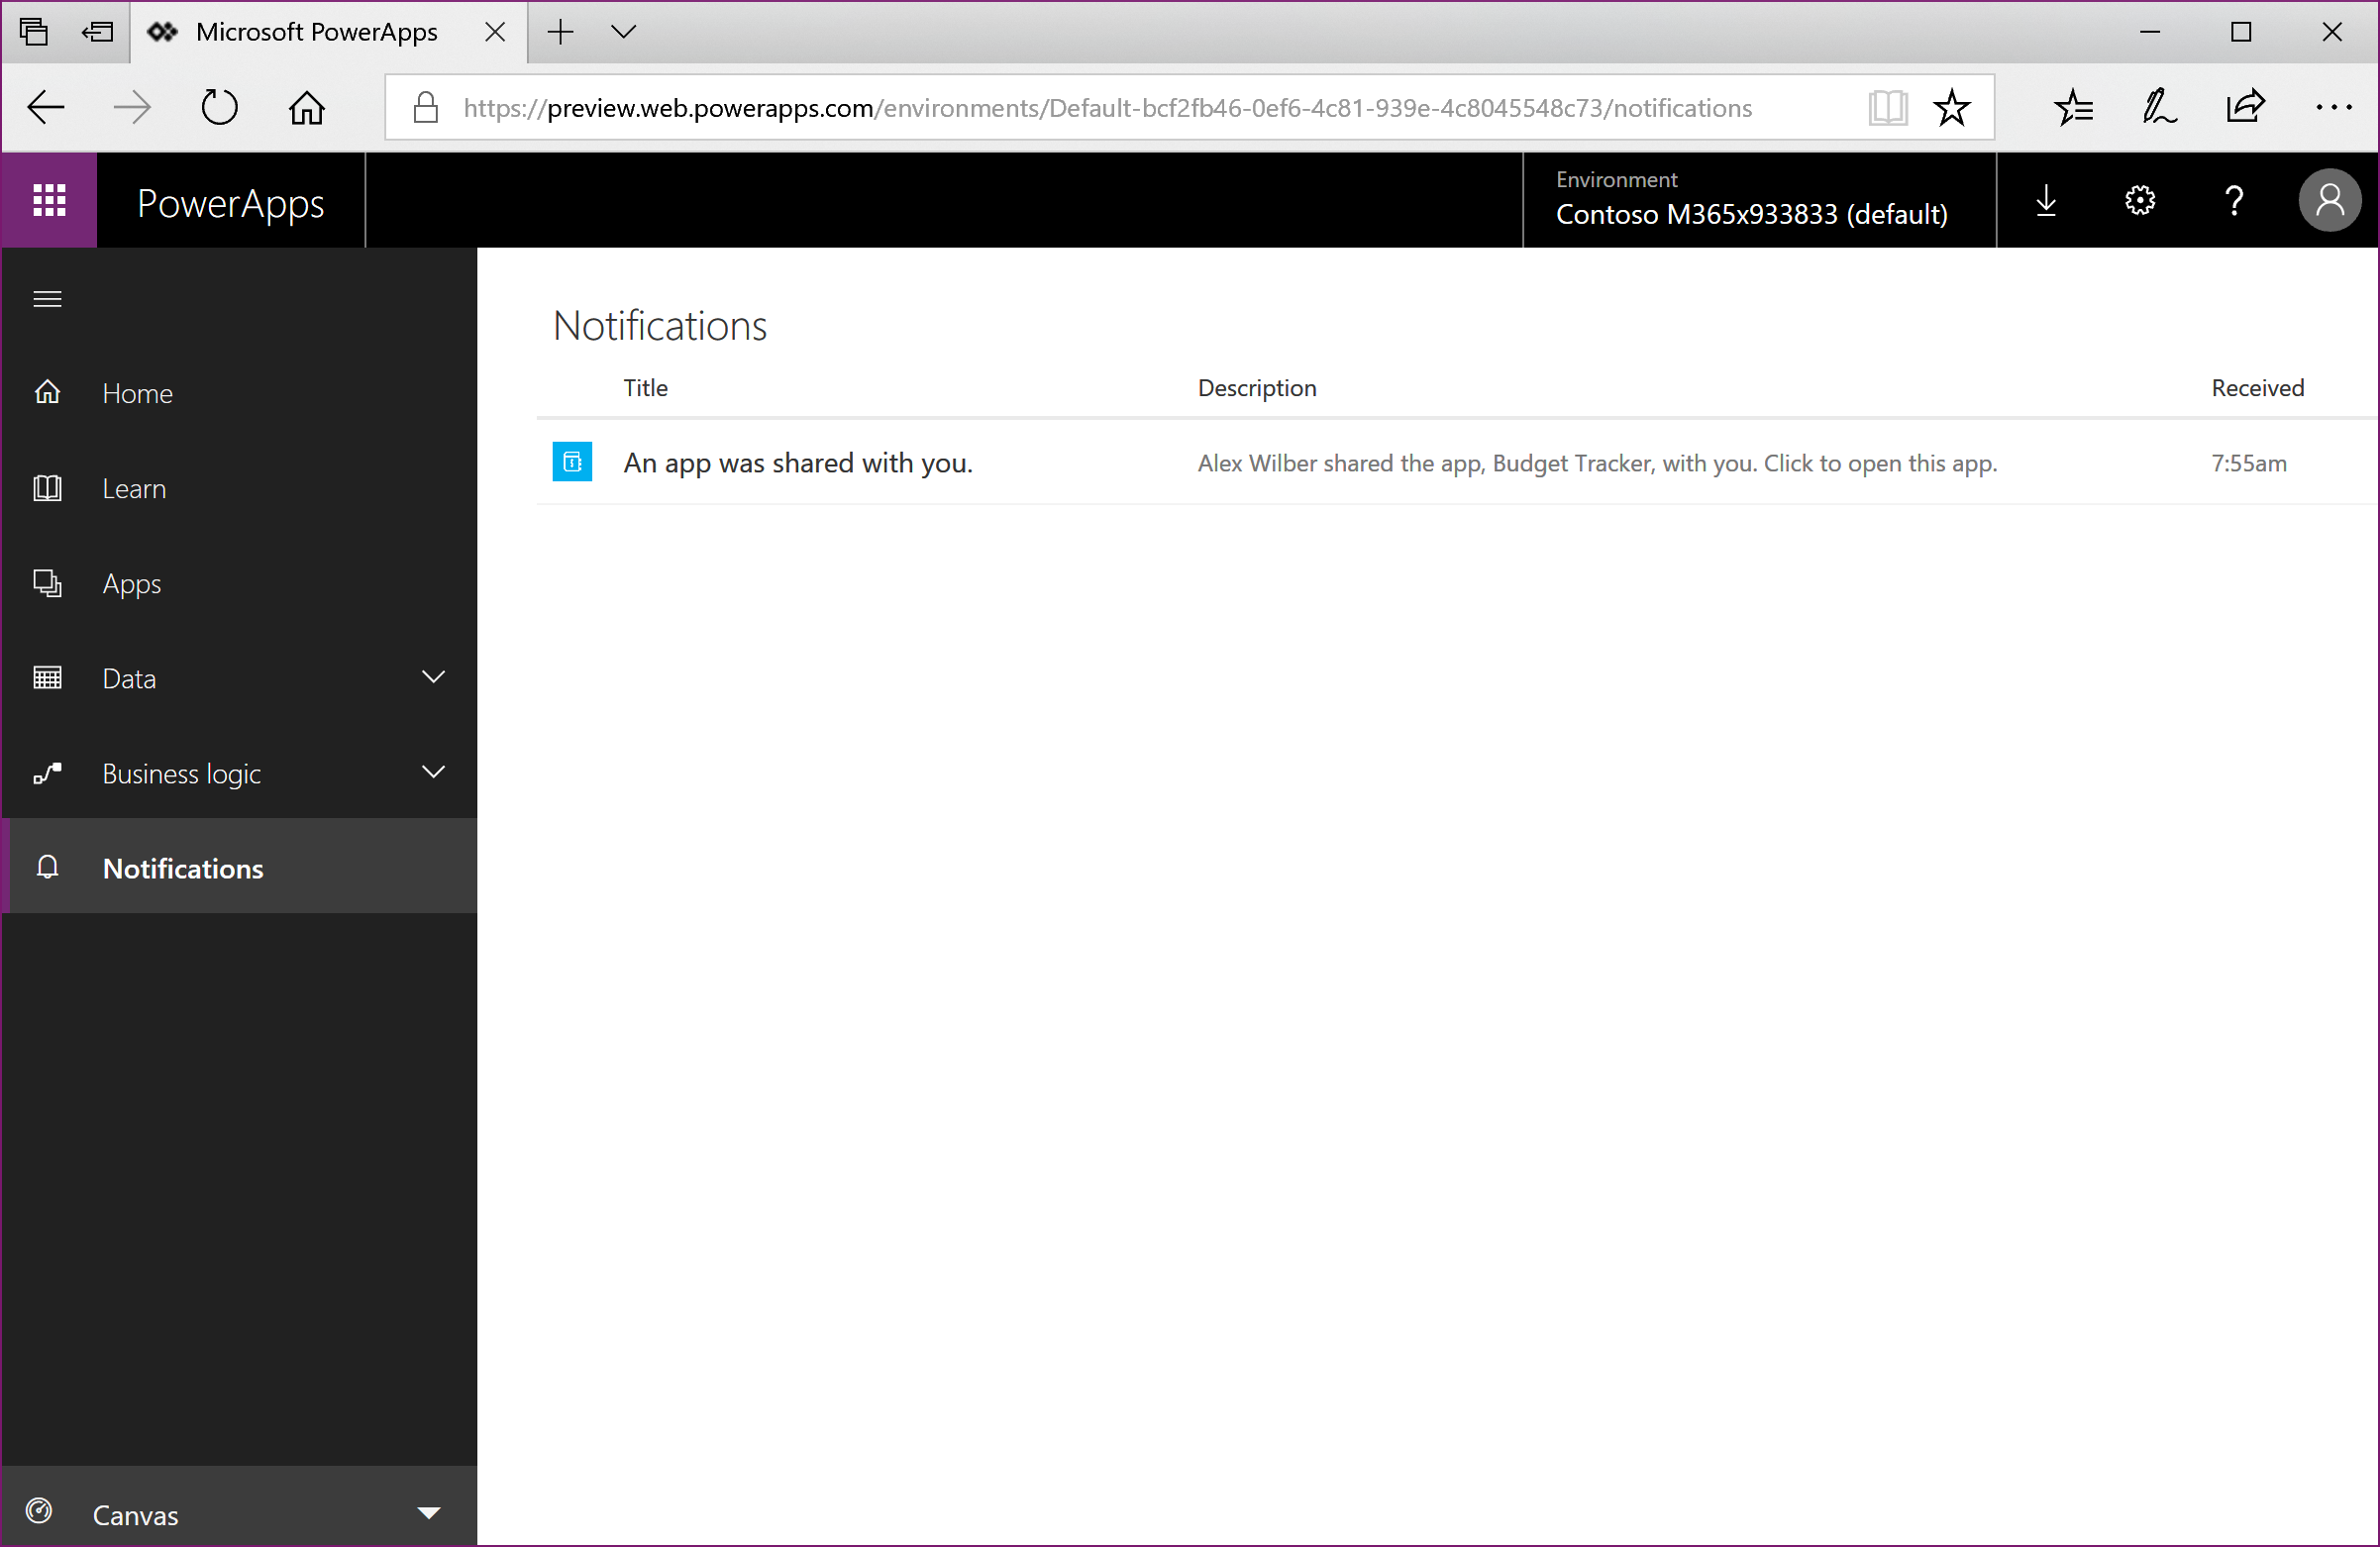 Microsoft PowerApps
https://preview.web.powerapps.com/environments/Default-bcf2fb46-0ef6-4c81-939e-4c8045548c73/notifications
PowerApps
Environment
Contoso M365x933833 (default)
?
Home
Learn
Apps
Data
Business logic
Notifications
Canvas
Notifications
Title Description Received
An app was shared with you. Alex Wilber shared the app, Budget Tracker, with you. Click to open this app. 7:55am